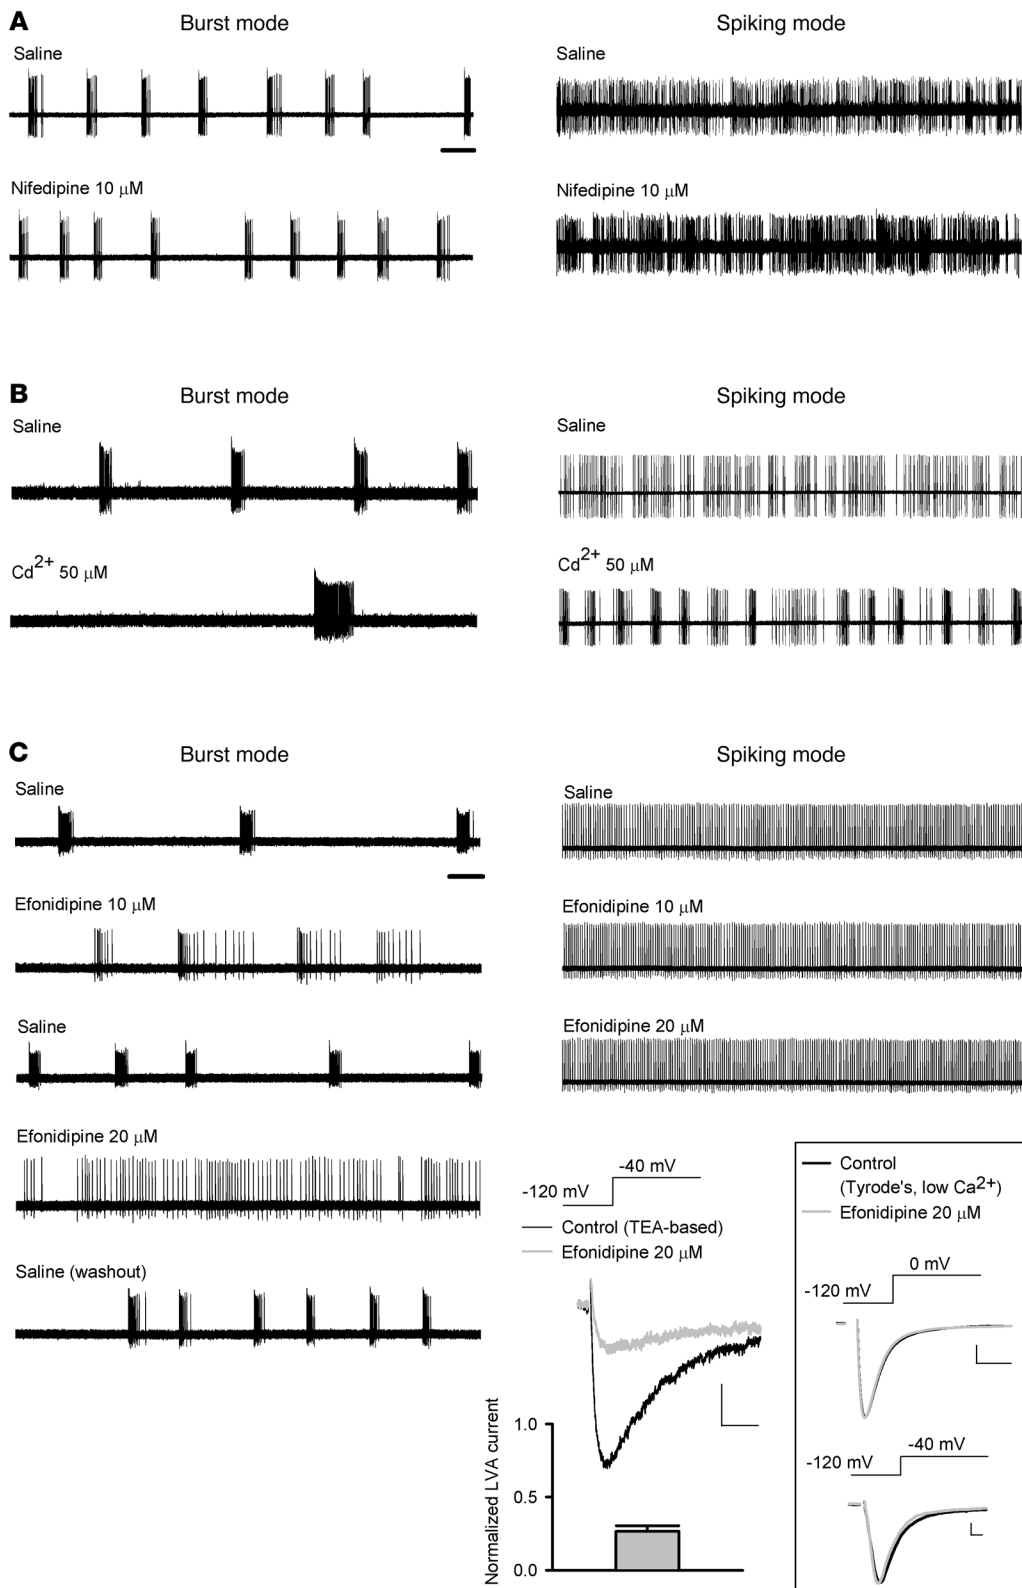 A
Burst mode
Spiking mode
Saline
Saline
Nifedipine 10 μM
Nifedipine 10 μM
B
Burst mode
Spiking mode
Saline
Saline
Cd2+ 50 μM
Cd2+ 50 μM
C
Burst mode
Spiking mode
Saline
Saline
Efonidipine 10 μM
Efonidipine 10 μM
Saline
Efonidipine 20 μM
Efonidipine 20 μM
Saline (washout)
-40 mV
-120 mV
Control (TEA-based)
Efonidipine 20 μM
Normalized LVA current
1.0
0.5
0.0
Control
(Tyrode's, low Ca2+)
Efonidipine 20 μM
0 mV
-120 mV
-40 mV
-120 mV